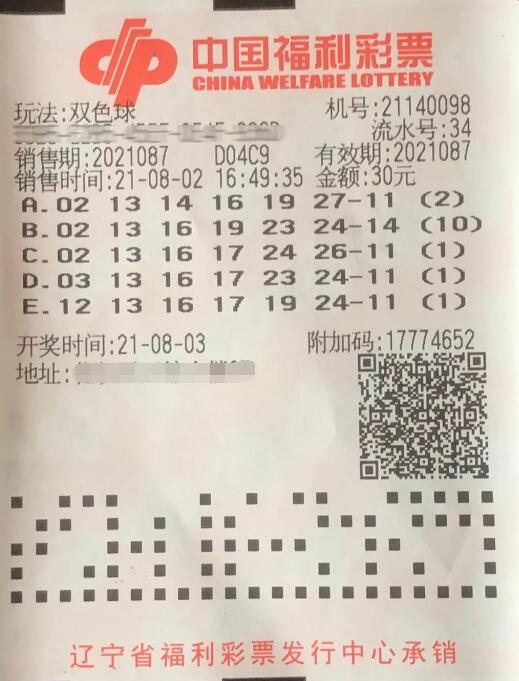 中国福利彩票
CHINA WELFARE LOTTERY
玩法:双色球 机号:21140098
流水号:34
销售期:2021087 D04C9 有效期:2021087
销售时间:21-08-02 16:49:35 金额:30元
A.02 13 14 16 19 27-11 (2)
B.02 13 16 19 23 24-14 (10)
C.02 13 16 17 24 26-11 (1)
D.03 13 16 17 23 24-11 (1)
E.12 13 16 17 19 24-11 (1)
开奖时间:21-08-03 附加码:17774652
地址:
辽宁省福利彩票发行中心承销